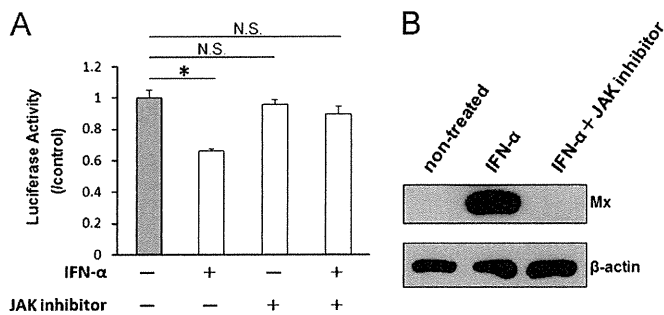 A
N.S.
N.S.
*
Luciferase Activity
(/control)
1.2
1
0.8
0.6
0.4
0.2
0
IFN-α − + − +
JAK inhibitor − − + +
B
non-treated
IFN-α
IFN-α+JAK inhibitor
Mx
β-actin